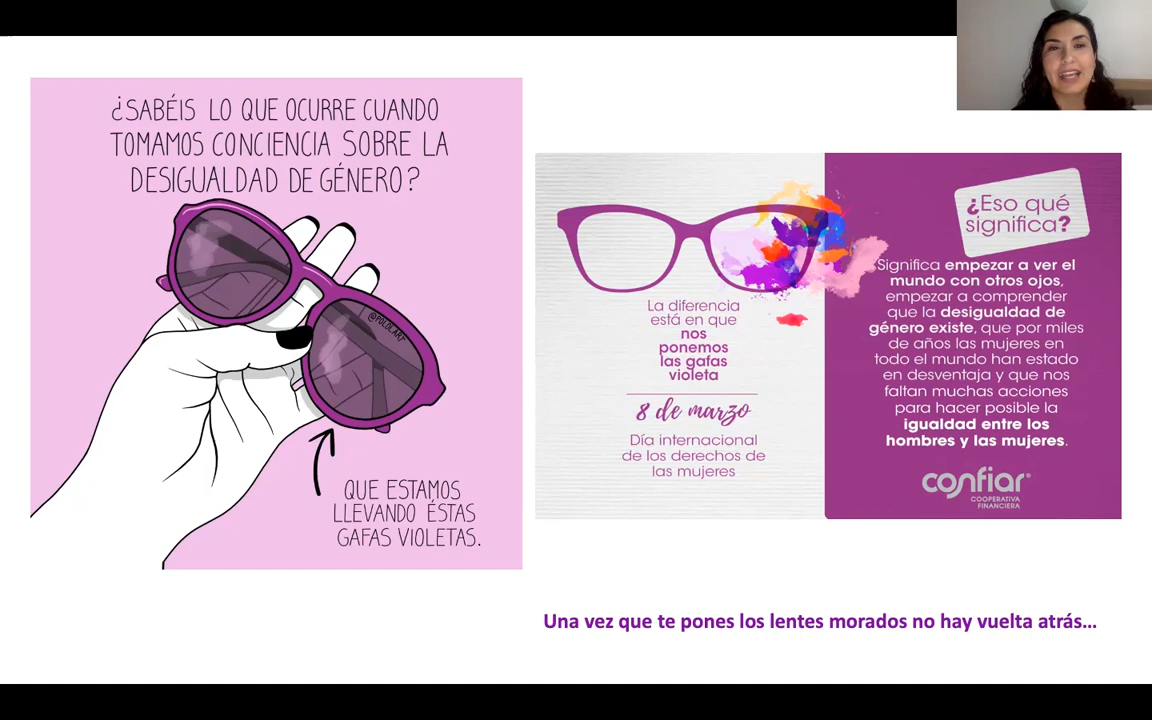 ¿SABÉIS LO QUE OCURRE CUANDO
TOMAMOS CONCIENCIA SOBRE LA
DESIGUALDAD DE GÉNERO?
@POLOLART
QUE ESTAMOS
LLEVANDO ÉSTAS
GAFAS VIOLETAS.
La diferencia
está en que
nos
ponemos
las gafas
violeta
8 de marzo
Día internacional
de los derechos de
las mujeres
¿Eso qué
significa?
Significa empezar a ver el
mundo con otros ojos,
empezar a comprender
que la desigualdad de
género existe, que por miles
de años las mujeres en
todo el mundo han estado
en desventaja y que nos
faltan muchas acciones
para hacer posible la
igualdad entre los
hombres y las mujeres.
confiar®
COOPERATIVA
FINANCIERA
Una vez que te pones los lentes morados no hay vuelta atrás...